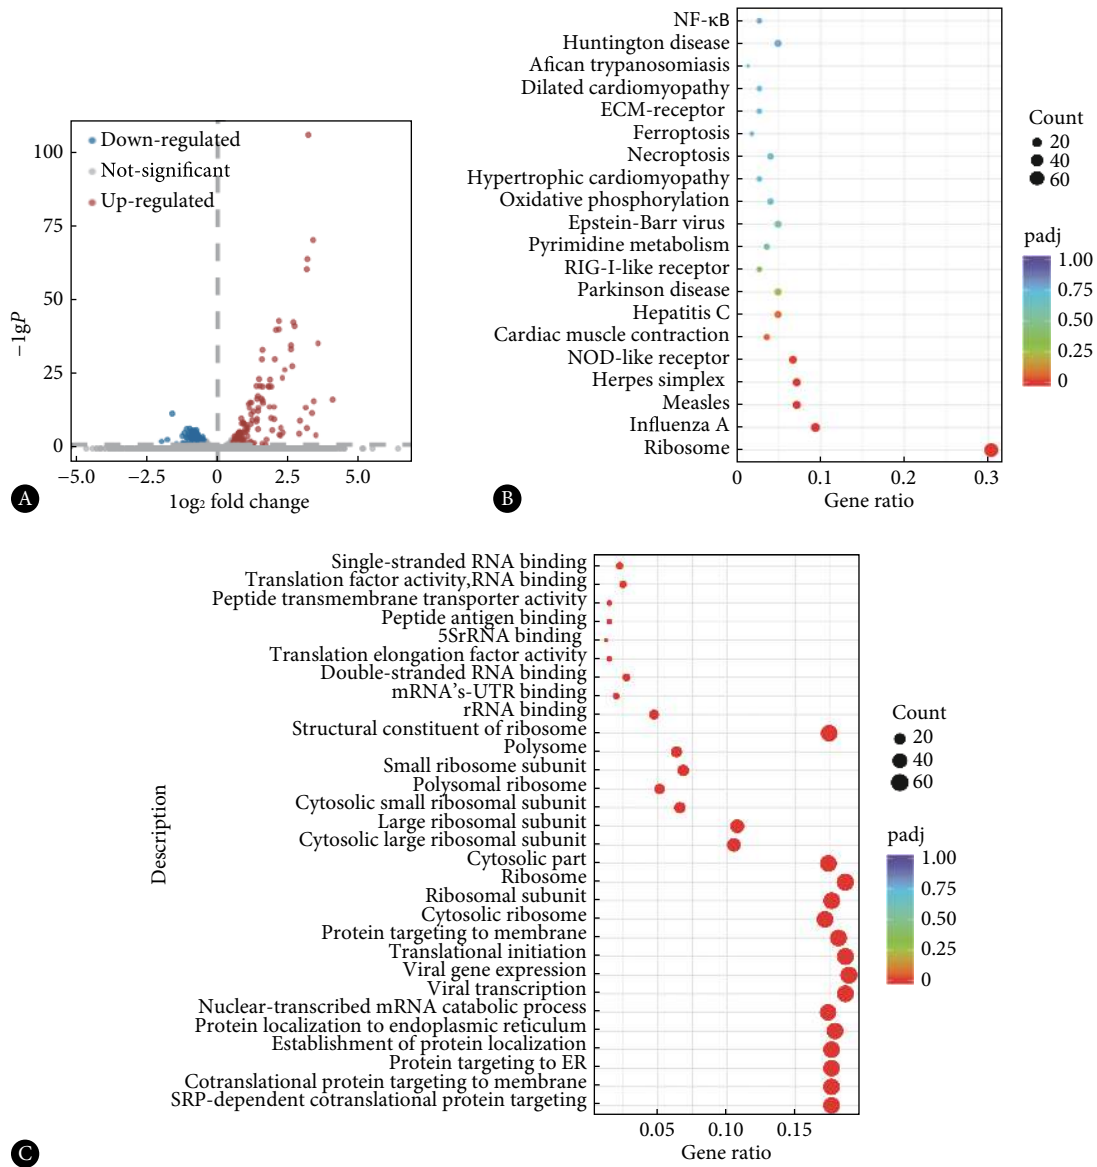 Down-regulated
Not-significant
Up-regulated
100
75
50
25
0
−1gP
−5.0
−2.5
0
2.5
5.0
1og2 fold change
A
NF-κB
Huntington disease
Afican trypanosomiasis
Dilated cardiomyopathy
ECM-receptor
Ferroptosis
Necroptosis
Hypertrophic cardiomyopathy
Oxidative phosphorylation
Epstein-Barr virus
Pyrimidine metabolism
RIG-I-like receptor
Parkinson disease
Hepatitis C
Cardiac muscle contraction
NOD-like receptor
Herpes simplex
Measles
Influenza A
Ribosome
0
0.1
0.2
0.3
Gene ratio
B
Count
20
40
60
padj
1.00
0.75
0.50
0.25
0
Description
Single-stranded RNA binding
Translation factor activity,RNA binding
Peptide transmembrane transporter activity
Peptide antigen binding
5SrRNA binding
Translation elongation factor activity
Double-stranded RNA binding
mRNA's-UTR binding
rRNA binding
Structural constituent of ribosome
Polysome
Small ribosome subunit
Polysomal ribosome
Cytosolic small ribosomal subunit
Large ribosomal subunit
Cytosolic large ribosomal subunit
Cytosolic part
Ribosome
Ribosomal subunit
Cytosolic ribosome
Protein targeting to membrane
Translational initiation
Viral gene expression
Viral transcription
Nuclear-transcribed mRNA catabolic process
Protein localization to endoplasmic reticulum
Establishment of protein localization
Protein targeting to ER
Cotranslational protein targeting to membrane
SRP-dependent cotranslational protein targeting
0.05
0.10
0.15
Gene ratio
C
Count
20
40
60
padj
1.00
0.75
0.50
0.25
0